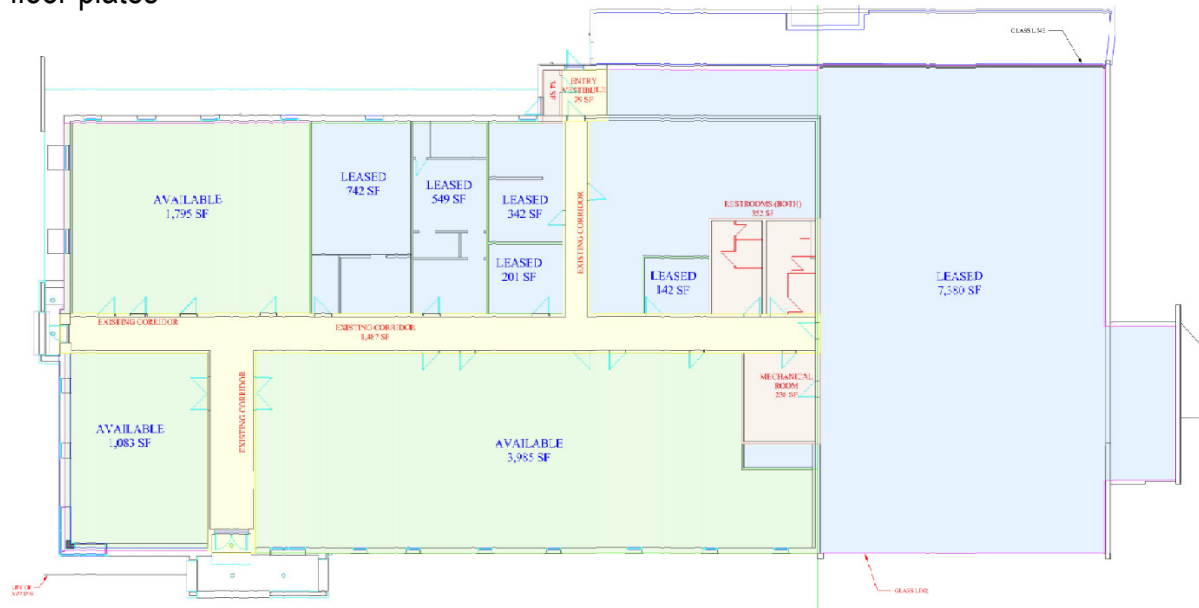 floor plates
GLASS LINE
ENTRY
VESTIBULE
79 SF
AVAILABLE
1,795 SF
LEASED
742 SF
LEASED
549 SF
LEASED
342 SF
LEASED
201 SF
EXISTING CORRIDOR
RESTROOMS (BOTH)
352 SF
LEASED
142 SF
LEASED
7,380 SF
EXISTING CORRIDOR
EXISTING CORRIDOR
1,487 SF
MECHANICAL
ROOM
238 SF
EXISTING CORRIDOR
AVAILABLE
1,083 SF
AVAILABLE
3,985 SF
GLASS LINE